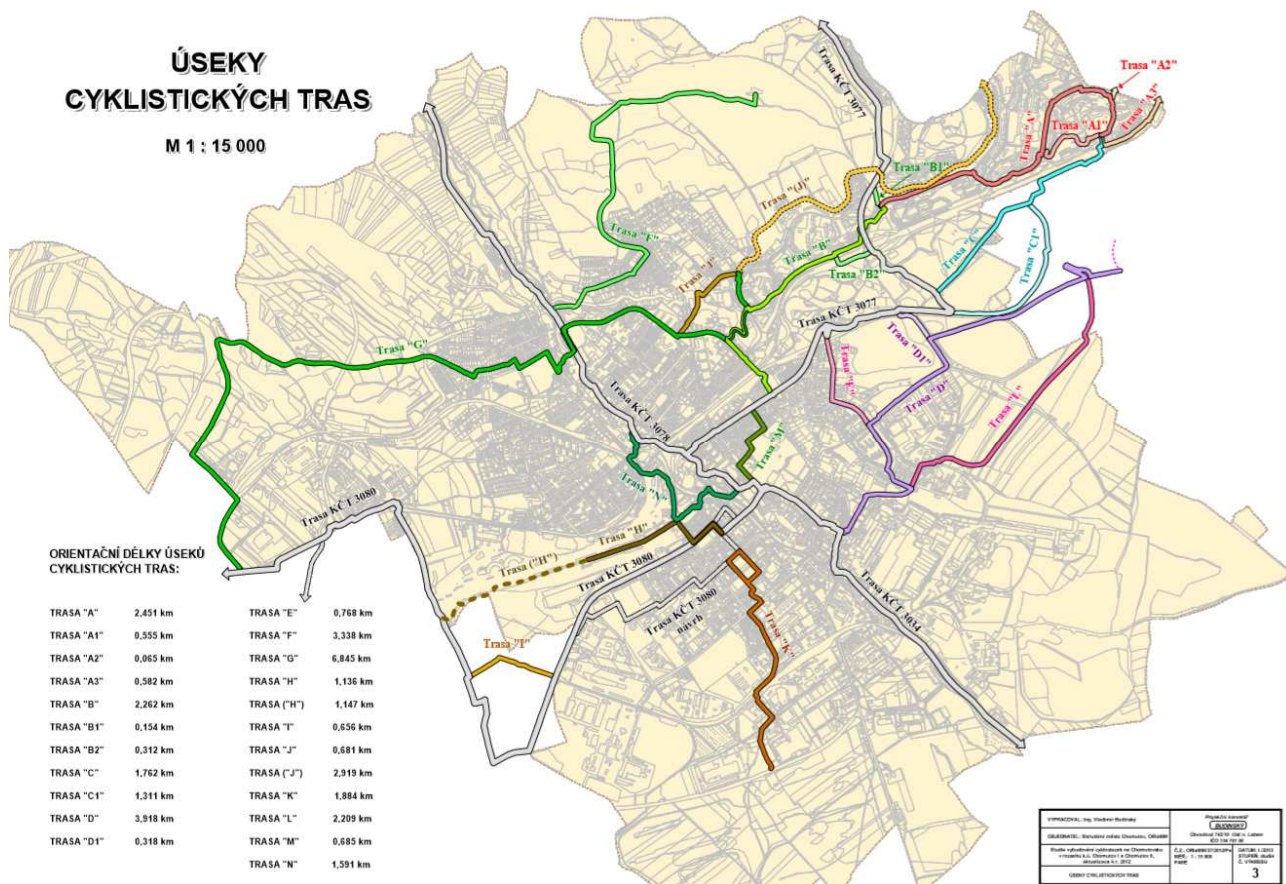 ÚSEKY
CYKLISTICKÝCH TRAS
M 1 : 15 000
Trasa KČT 3077
Trasa "A2"
Trasa "A3"
Trasa "A"
Trasa "A1"
Trasa "B1"
Trasa "(J)"
Trasa "F"
Trasa "C"
Trasa "C1"
Trasa "B"
Trasa "B2"
Trasa "J"
Trasa KČT 3077
Trasa "G"
Trasa "D1"
Trasa "E"
Trasa "D"
Trasa "L"
Trasa KČT 3078
Trasa "M"
Trasa "N"
Trasa KČT 3080
Trasa "H"
Trasa ("H")
Trasa KČT 3080
Trasa KČT 3080
návrh
Trasa "I"
Trasa "K"
Trasa KČT 3034
ORIENTAČNÍ DÉLKY ÚSEKŮ
CYKLISTICKÝCH TRAS:
TRASA "A" 2,451 km
TRASA "A1" 0,555 km
TRASA "A2" 0,065 km
TRASA "A3" 0,582 km
TRASA "B" 2,262 km
TRASA "B1" 0,154 km
TRASA "B2" 0,312 km
TRASA "C" 1,762 km
TRASA "C1" 1,311 km
TRASA "D" 3,918 km
TRASA "D1" 0,318 km
TRASA "E" 0,768 km
TRASA "F" 3,338 km
TRASA "G" 6,845 km
TRASA "H" 1,136 km
TRASA ("H") 1,147 km
TRASA "I" 0,656 km
TRASA "J" 0,681 km
TRASA ("J") 2,919 km
TRASA "K" 1,884 km
TRASA "L" 2,209 km
TRASA "M" 0,685 km
TRASA "N" 1,591 km
VYPRACOVAL: Ing. Vladimír Budinský
BUDINSKÝ
ÚSEKY CYKLISTICKÝCH TRAS
3